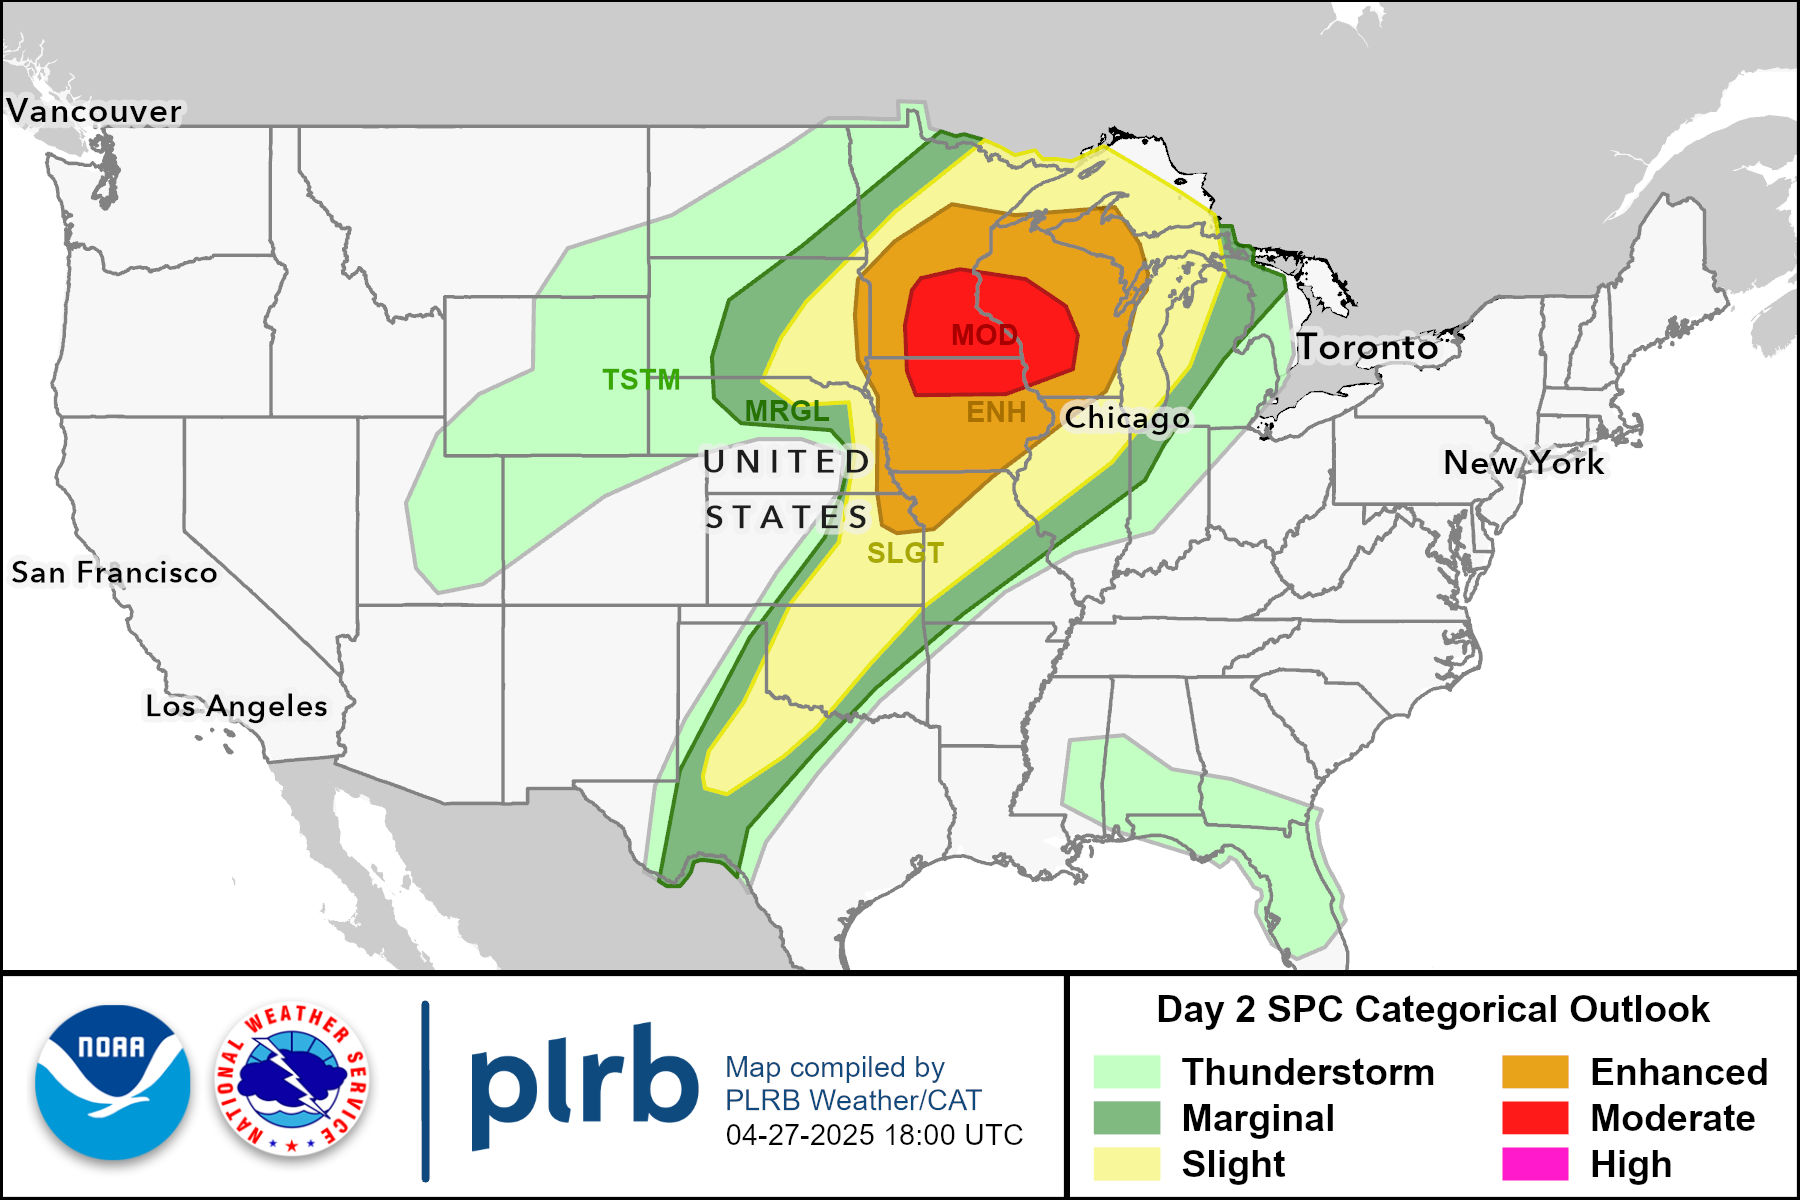 Vancouver
MOD
Toronto
TSTM
MRGL
ENH
Chicago
UNITED
New York
STATES
SLGT
San Francisco
Los Angeles
NOAA
NATIONAL WEATHER SERVICE
plrb
Map compiled by
PLRB Weather/CAT
04-27-2025 18:00 UTC
Day 2 SPC Categorical Outlook
Thunderstorm
Marginal
Slight
Enhanced
Moderate
High